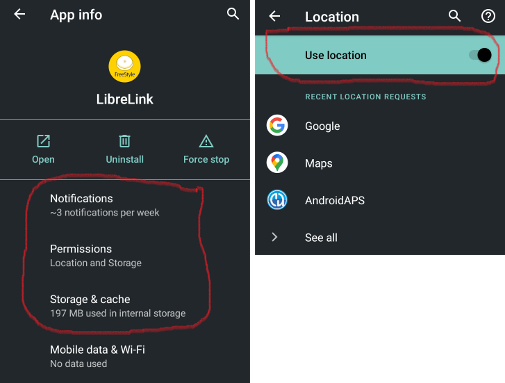 App info
FreeStyle
LibreLink
Open
Uninstall
Force stop
Notifications
~3 notifications per week
Permissions
Location and Storage
Storage & cache
197 MB used in internal storage
Mobile data & Wi-Fi
No data used
Location
Use location
RECENT LOCATION REQUESTS
Google
Maps
AndroidAPS
See all